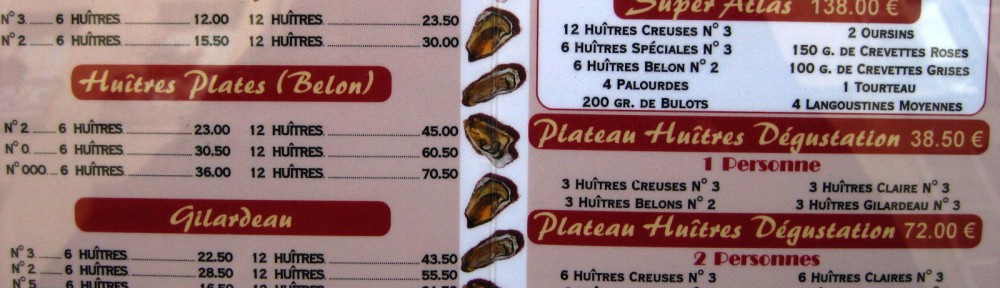 N° 3 6 HUÎTRES 12.00 12 HUÎTRES 23.50
N° 2 6 HUÎTRES 15.50 12 HUÎTRES 30.00
Huîtres Plates (Belon)
N° 2 6 HUÎTRES 23.00 12 HUÎTRES 45.00
N° 0 6 HUÎTRES 30.50 12 HUÎTRES 60.50
N° 000 6 HUÎTRES 36.00 12 HUÎTRES 70.50
Gilardeau
N° 3 6 HUÎTRES 22.50 12 HUÎTRES 43.50
N° 2 6 HUÎTRES 28.50 12 HUÎTRES 55.50
N° 5 6 HUÎTRES 16.50 12 HUÎTRES
Super Atlas 138.00 €
12 HUÎTRES CREUSES N° 3 2 OURSINS
6 HUÎTRES SPÉCIALES N° 3 150 G. DE CREVETTES ROSES
6 HUÎTRES BELON N° 2 100 G. DE CREVETTES GRISES
4 PALOURDES 1 TOURTEAU
200 GR. DE BULOTS 4 LANGOUSTINES MOYENNES
Plateau Huîtres Dégustation 38.50 €
1 Personne
3 HUÎTRES CREUSES N° 3 3 HUÎTRES CLAIRE N° 3
3 HUÎTRES BELONS N° 2 3 HUÎTRES GILARDEAU N° 3
Plateau Huîtres Dégustation 72.00 €
2 Personnes
6 HUÎTRES CREUSES N° 3 6 HUÎTRES CLAIRES N° 3